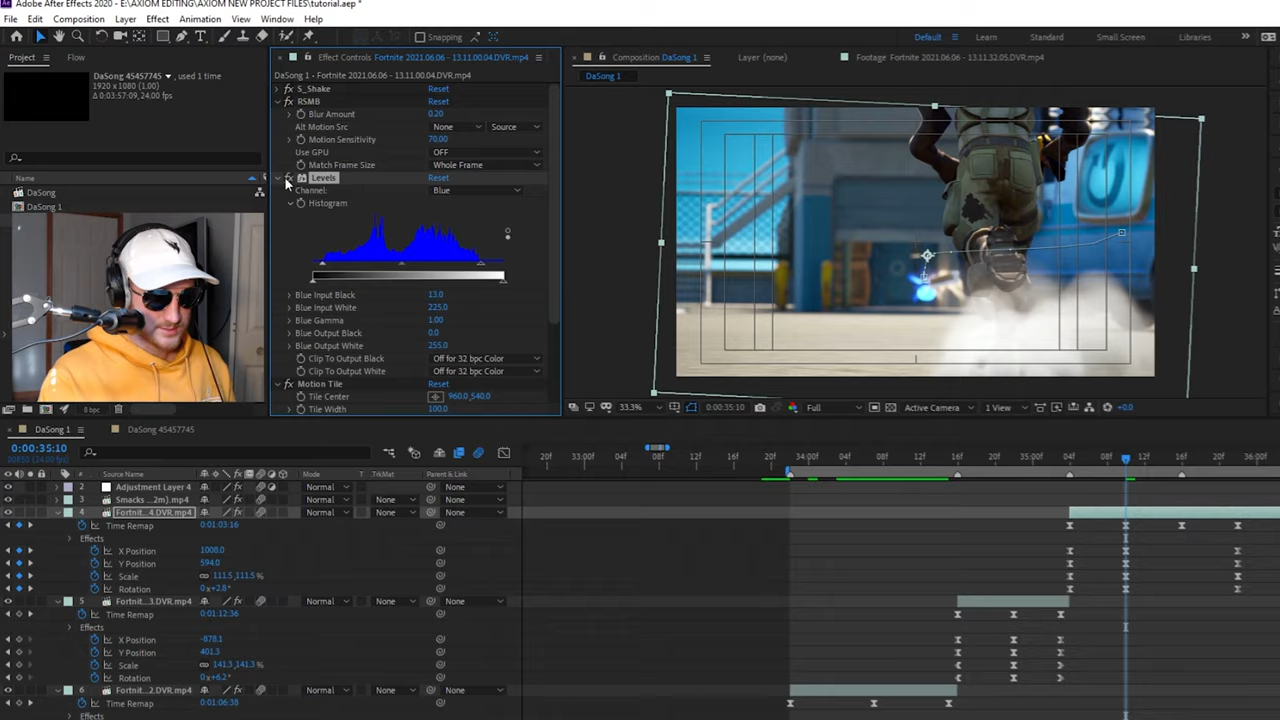 Adobe After Effects 2020 - E:\AXIOM EDITING\AXIOM NEW PROJECT MAPS\tutorial.aep *
File Edit Composition Layer Effect Animation View Window Help
Snapping Default Learn Standard Small Screen Libraries
Project Flow
Effect Controls Fortnite 2021.06.06 - 13.11.00.04.DVR.mp4
Composition DaSong 1 Layer (none) Footage Fortnite 2021.06.06 - 13.11.32.05.DVR.mp4
DaSong 45457745 , used 1 time
1920 x 1080 (1.00)
Δ 0:03:57:09, 24.00 fps
DaSong 1 - Fortnite 2021.06.06 - 13.11.00.04.DVR.mp4
DaSong 1
fx S_Shake Reset
fx RSMB Reset
Blur Amount 0.20
Alt Motion Src None Source
Motion Sensitivity 70.00
Use GPU OFF
Match Frame Size Whole Frame
fx Levels Reset
Channel: Blue
Histogram
Blue Input Black 13.0
Blue Input White 225.0
Blue Gamma 1.00
Blue Output Black 0.0
Blue Output White 255.0
Clip To Output Black Off for 32 bpc Color
Clip To Output White Off for 32 bpc Color
fx Motion Tile Reset
Tile Center 960.0,540.0
Tile Width 100.0
Name
DaSong
DaSong 1
8 bpc
33.3% 0:00:35:10 Full Active Camera 1 View +0.0
DaSong 1 DaSong 45457745
0:00:35:10
# Source Name Mode T .TrkMat Parent & Link
20f 33:00f 04f 08f 12f 16f 20f 34:00f 04f 08f 12f 16f 20f 35:00f 04f 08f 12f 16f 20f 36:00f
2 Adjustment Layer 4 Normal None
3 Smacks ...2m).mp4 Normal None None
4 Fortnit...4.DVR.mp4 Normal None None
Time Remap 0:01:03:16
Effects
X Position 1008.0
Y Position 594.0
Scale 111.5,111.5%
Rotation 0x+2.8°
5 Fortnit...3.DVR.mp4 Normal None None
Time Remap 0:01:12:36
Effects
X Position -878.1
Y Position 401.3
Scale 141.3,141.3%
Rotation 0x+6.2°
6 Fortnit...2.DVR.mp4 Normal None None
Time Remap 0:01:06:38
Effects